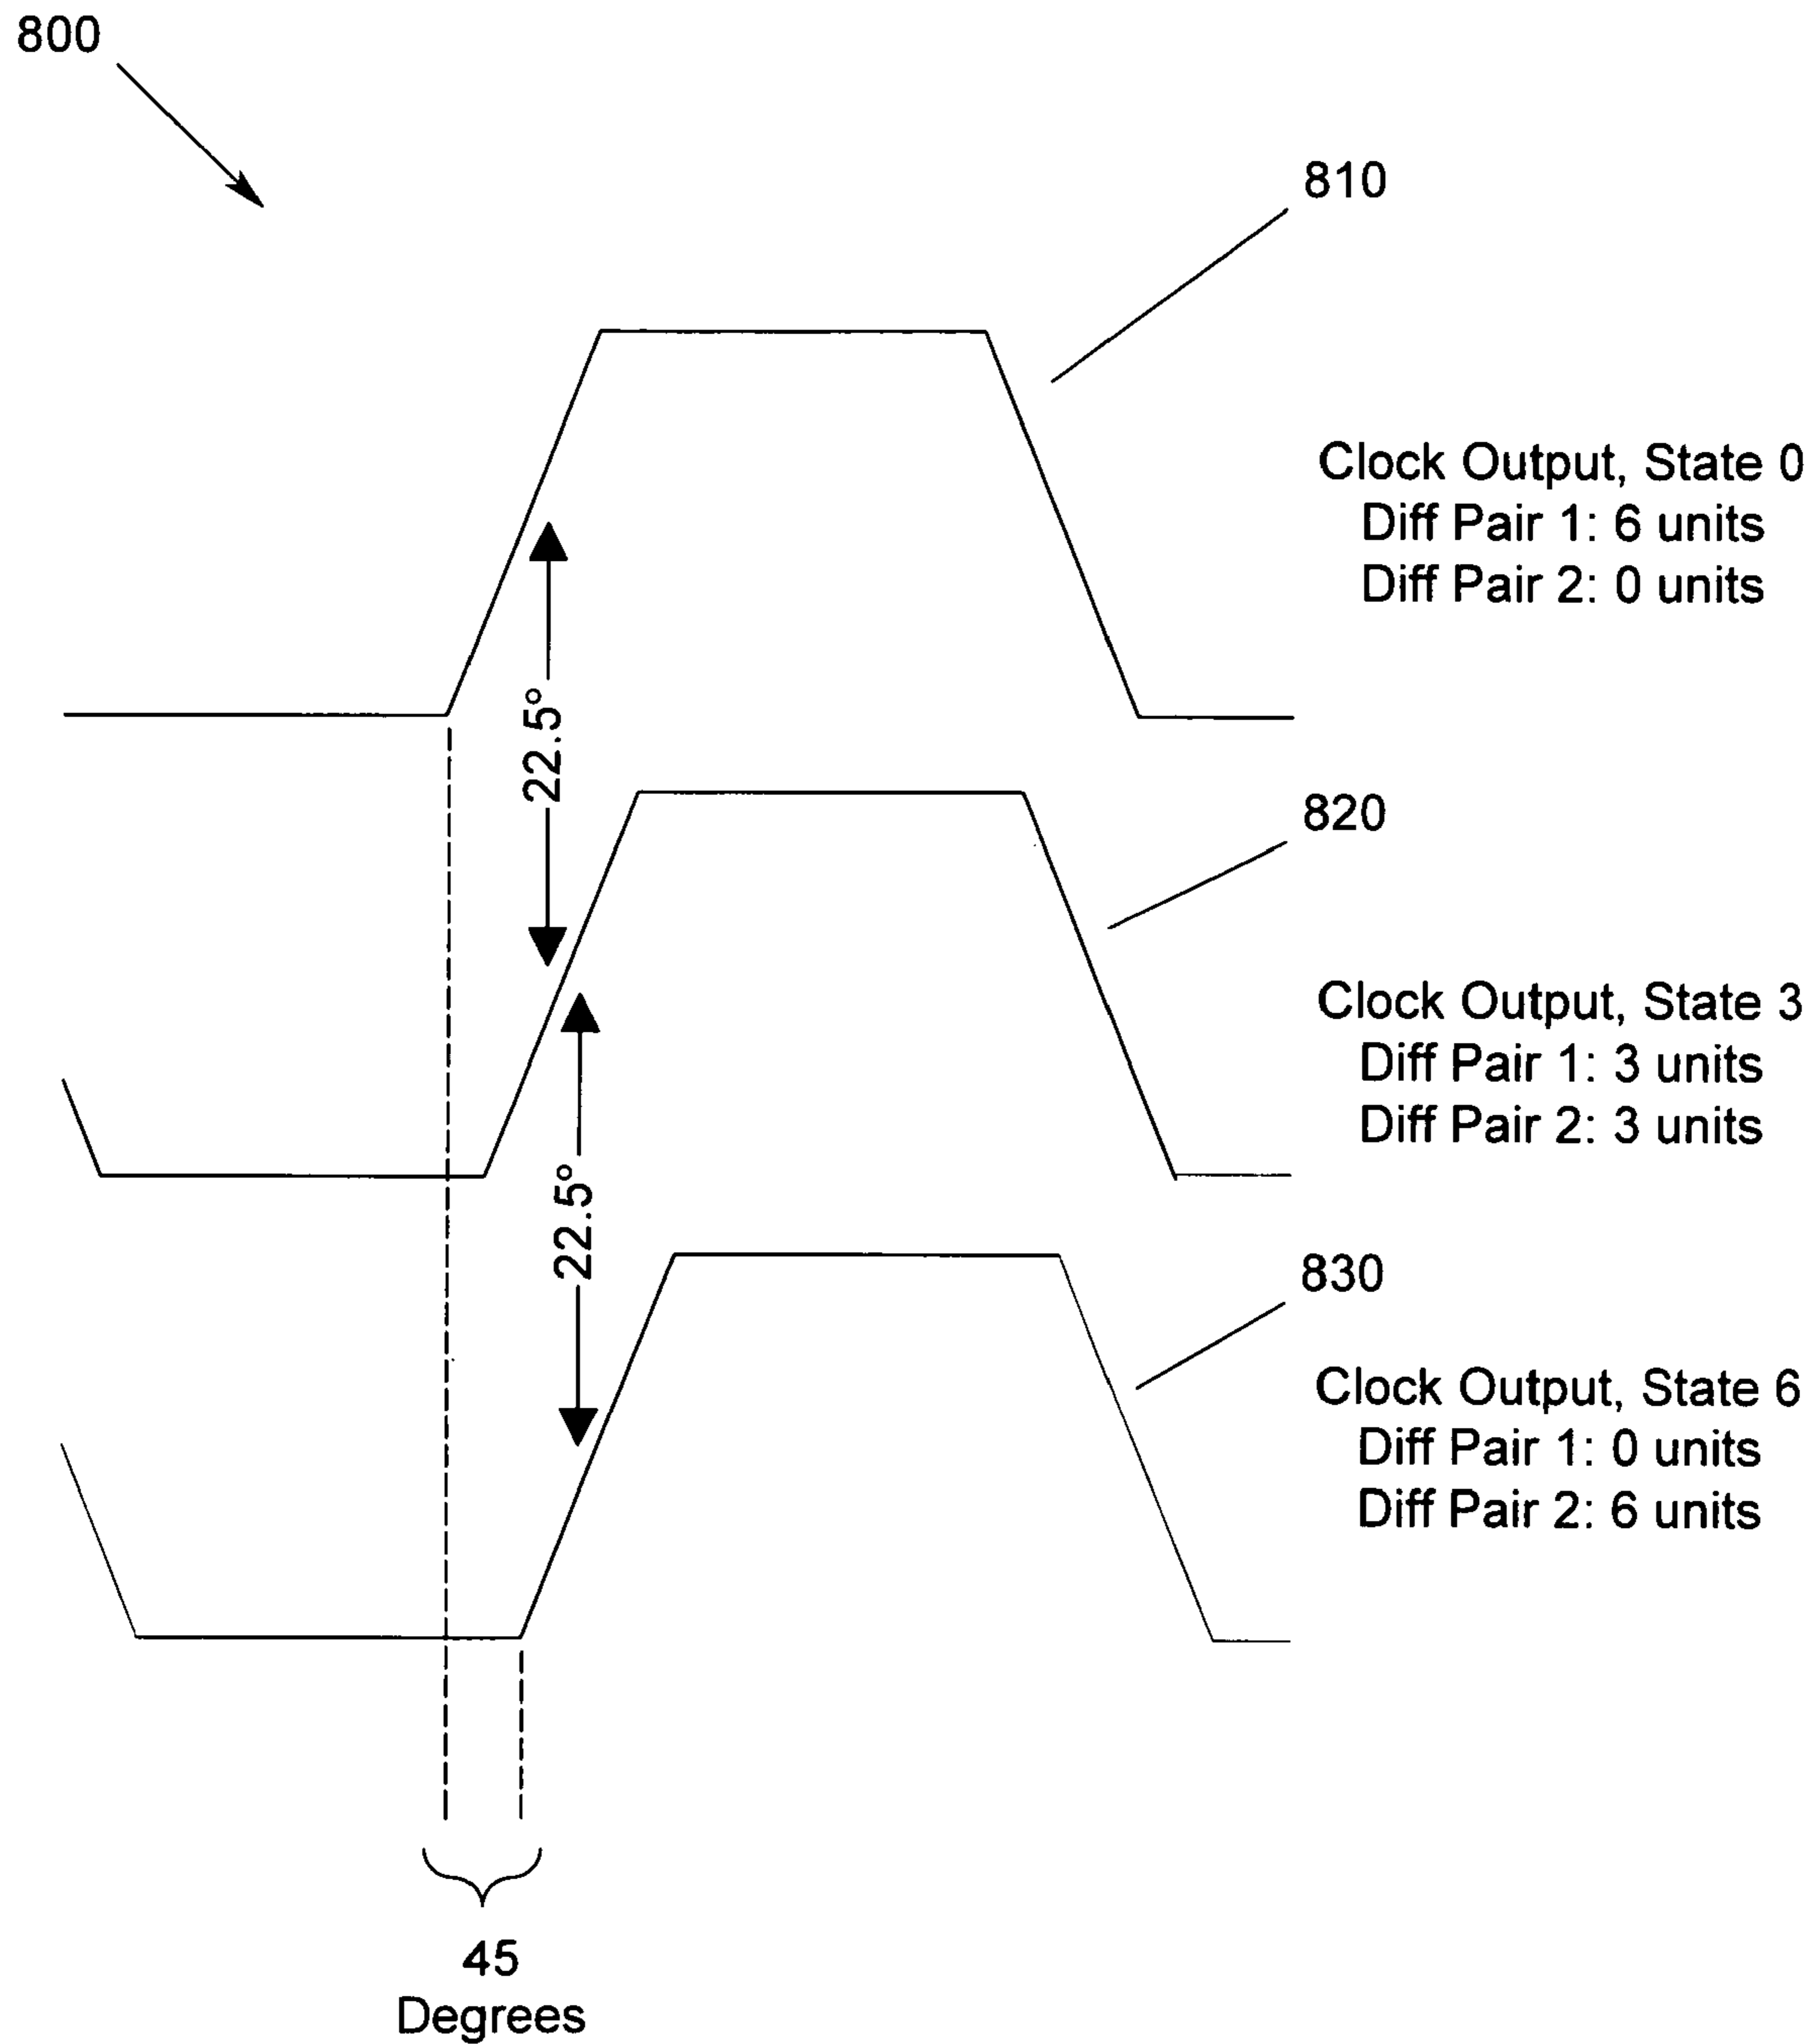 800
810
Clock Output, State 0
Diff Pair 1: 6 units
Diff Pair 2: 0 units
22.5°
820
Clock Output, State 3
Diff Pair 1: 3 units
Diff Pair 2: 3 units
22.5°
830
Clock Output, State 6
Diff Pair 1: 0 units
Diff Pair 2: 6 units
45
Degrees